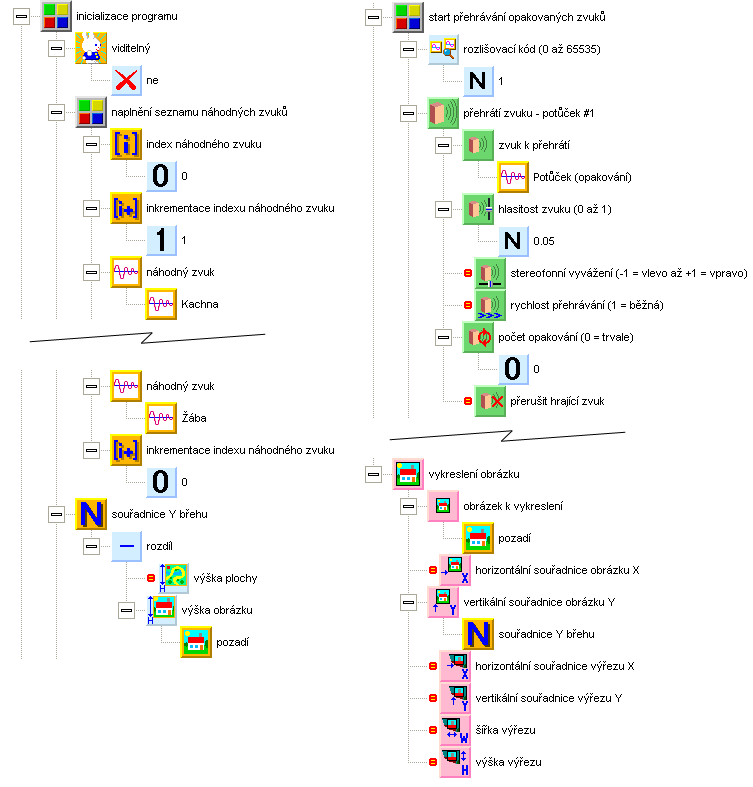 inicializace programu
viditelný
ne
naplnění seznamu náhodných zvuků
[i] index náhodného zvuku
0 0
[i+] inkrementace indexu náhodného zvuku
1 1
náhodný zvuk
Kachna
náhodný zvuk
Žába
[i+] inkrementace indexu náhodného zvuku
0 0
N souřadnice Y břehu
rozdíl
H výška plochy
H výška obrázku
pozadí
start přehrávání opakovaných zvuků
rozlišovací kód (0 až 65535)
N 1
přehrátí zvuku - potůček #1
zvuk k přehrátí
Potůček (opakování)
hlasitost zvuku (0 až 1)
N 0.05
stereofonní vyvážení (-1 = vlevo až +1 = vpravo)
rychlost přehrávání (1 = běžná)
počet opakování (0 = trvale)
0 0
přerušit hrající zvuk
vykreslení obrázku
obrázek k vykreslení
pozadí
X horizontální souřadnice obrázku X
Y vertikální souřadnice obrázku Y
N souřadnice Y břehu
X horizontální souřadnice výřezu X
Y vertikální souřadnice výřezu Y
W šířka výřezu
H výška výřezu